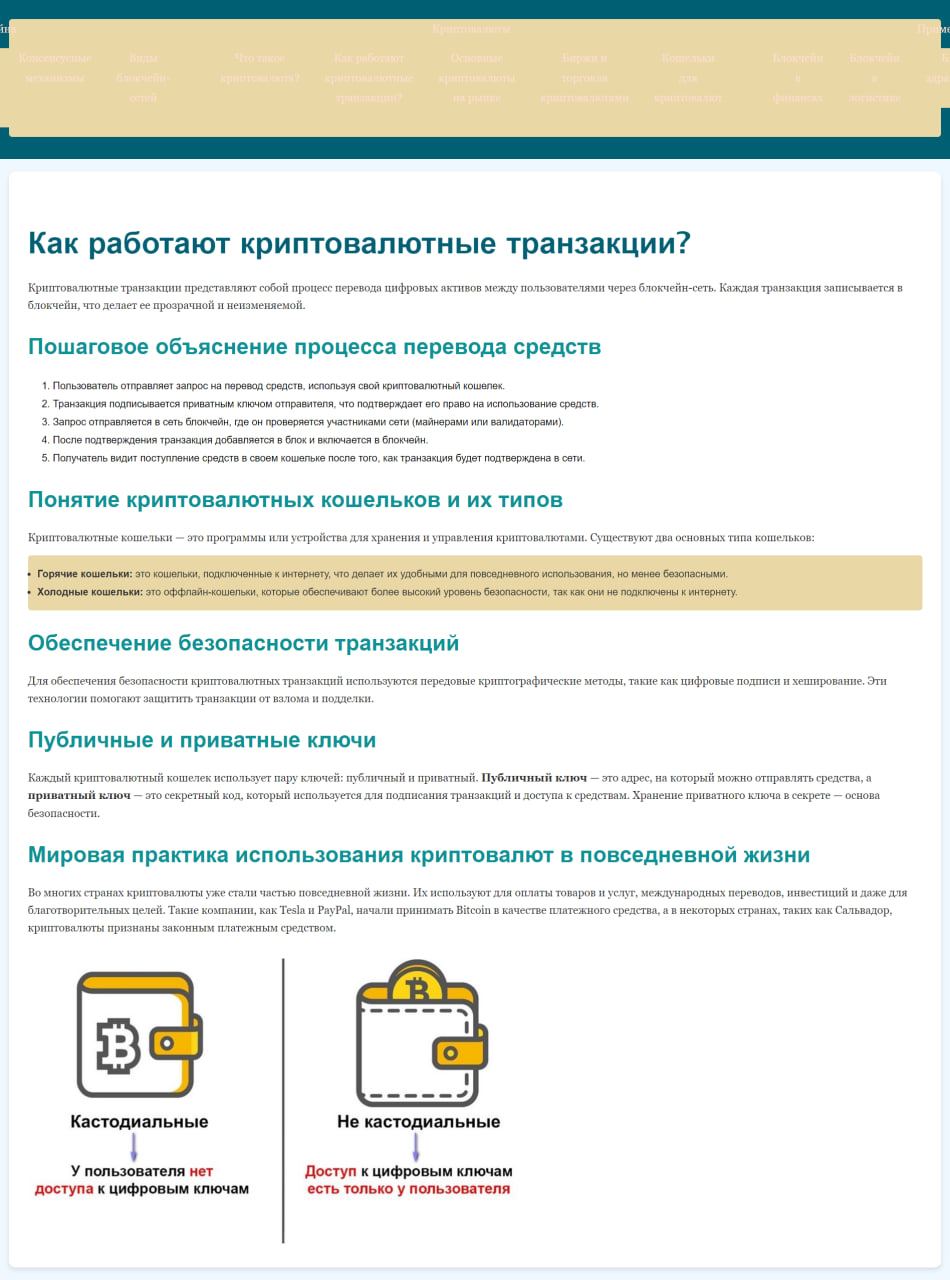 Криптовалюты
Консенсусные Виды Что такое Как работают Основные Биржи и Кошельки Блокчейн Блокчейн
механизмы блокчейн- криптовалюта? криптовалютные криптовалюты торговля для в в
сетей транзакции? на рынке криптовалютами криптовалют финансах логистике
Как работают криптовалютные транзакции?
Криптовалютные транзакции представляют собой процесс перевода цифровых активов между пользователями через блокчейн-сеть. Каждая транзакция записывается в
блокчейн, что делает ее прозрачной и неизменяемой.
Пошаговое объяснение процесса перевода средств
1. Пользователь отправляет запрос на перевод средств, используя свой криптовалютный кошелек.
2. Транзакция подписывается приватным ключом отправителя, что подтверждает его право на использование средств.
3. Запрос отправляется в сеть блокчейн, где он проверяется участниками сети (майнерами или валидаторами).
4. После подтверждения транзакция добавляется в блок и включается в блокчейн.
5. Получатель видит поступление средств в своем кошельке после того, как транзакция будет подтверждена в сети.
Понятие криптовалютных кошельков и их типов
Криптовалютные кошельки — это программы или устройства для хранения и управления криптовалютами. Существуют два основных типа кошельков:
• Горячие кошельки: это кошельки, подключенные к интернету, что делает их удобными для повседневного использования, но менее безопасными.
• Холодные кошельки: это оффлайн-кошельки, которые обеспечивают более высокий уровень безопасности, так как они не подключены к интернету.
Обеспечение безопасности транзакций
Для обеспечения безопасности криптовалютных транзакций используются передовые криптографические методы, такие как цифровые подписи и хеширование. Эти
технологии помогают защитить транзакции от взлома и подделки.
Публичные и приватные ключи
Каждый криптовалютный кошелек использует пару ключей: публичный и приватный. Публичный ключ — это адрес, на который можно отправлять средства, а
приватный ключ — это секретный код, который используется для подписания транзакций и доступа к средствам. Хранение приватного ключа в секрете — основа
безопасности.
Мировая практика использования криптовалют в повседневной жизни
Во многих странах криптовалюты уже стали частью повседневной жизни. Их используют для оплаты товаров и услуг, международных переводов, инвестиций и даже для
благотворительных целей. Такие компании, как Tesla и PayPal, начали принимать Bitcoin в качестве платежного средства, а в некоторых странах, таких как Сальвадор,
криптовалюты признаны законным платежным средством.
Кастодиальные
У пользователя нет
доступа к цифровым ключам
Не кастодиальные
Доступ к цифровым ключам
есть только у пользователя